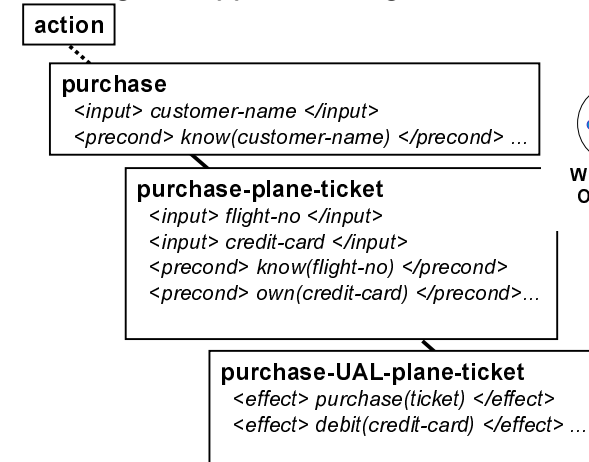 action
purchase
<input> customer-name </input>
<precond> know(customer-name) </precond> ...
purchase-plane-ticket
<input> flight-no </input>
<input> credit-card </input>
<precond> know(flight-no) </precond>
<precond> own(credit-card) </precond>...
purchase-UAL-plane-ticket
<effect> purchase(ticket) </effect>
<effect> debit(credit-card) </effect> ...
W
O